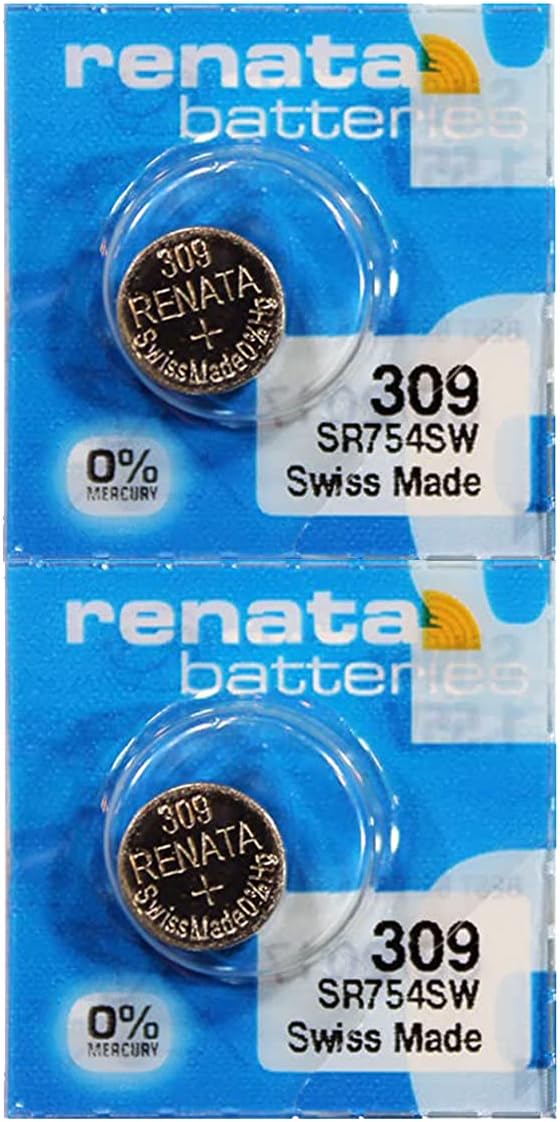 renata
batteries
309
RENATA
+
SwissMade0%Hg
309
SR754SW
Swiss Made
0%
MERCURY
renata
batteries
309
RENATA
+
SwissMade0%Hg
309
SR754SW
Swiss Made
0%
MERCURY